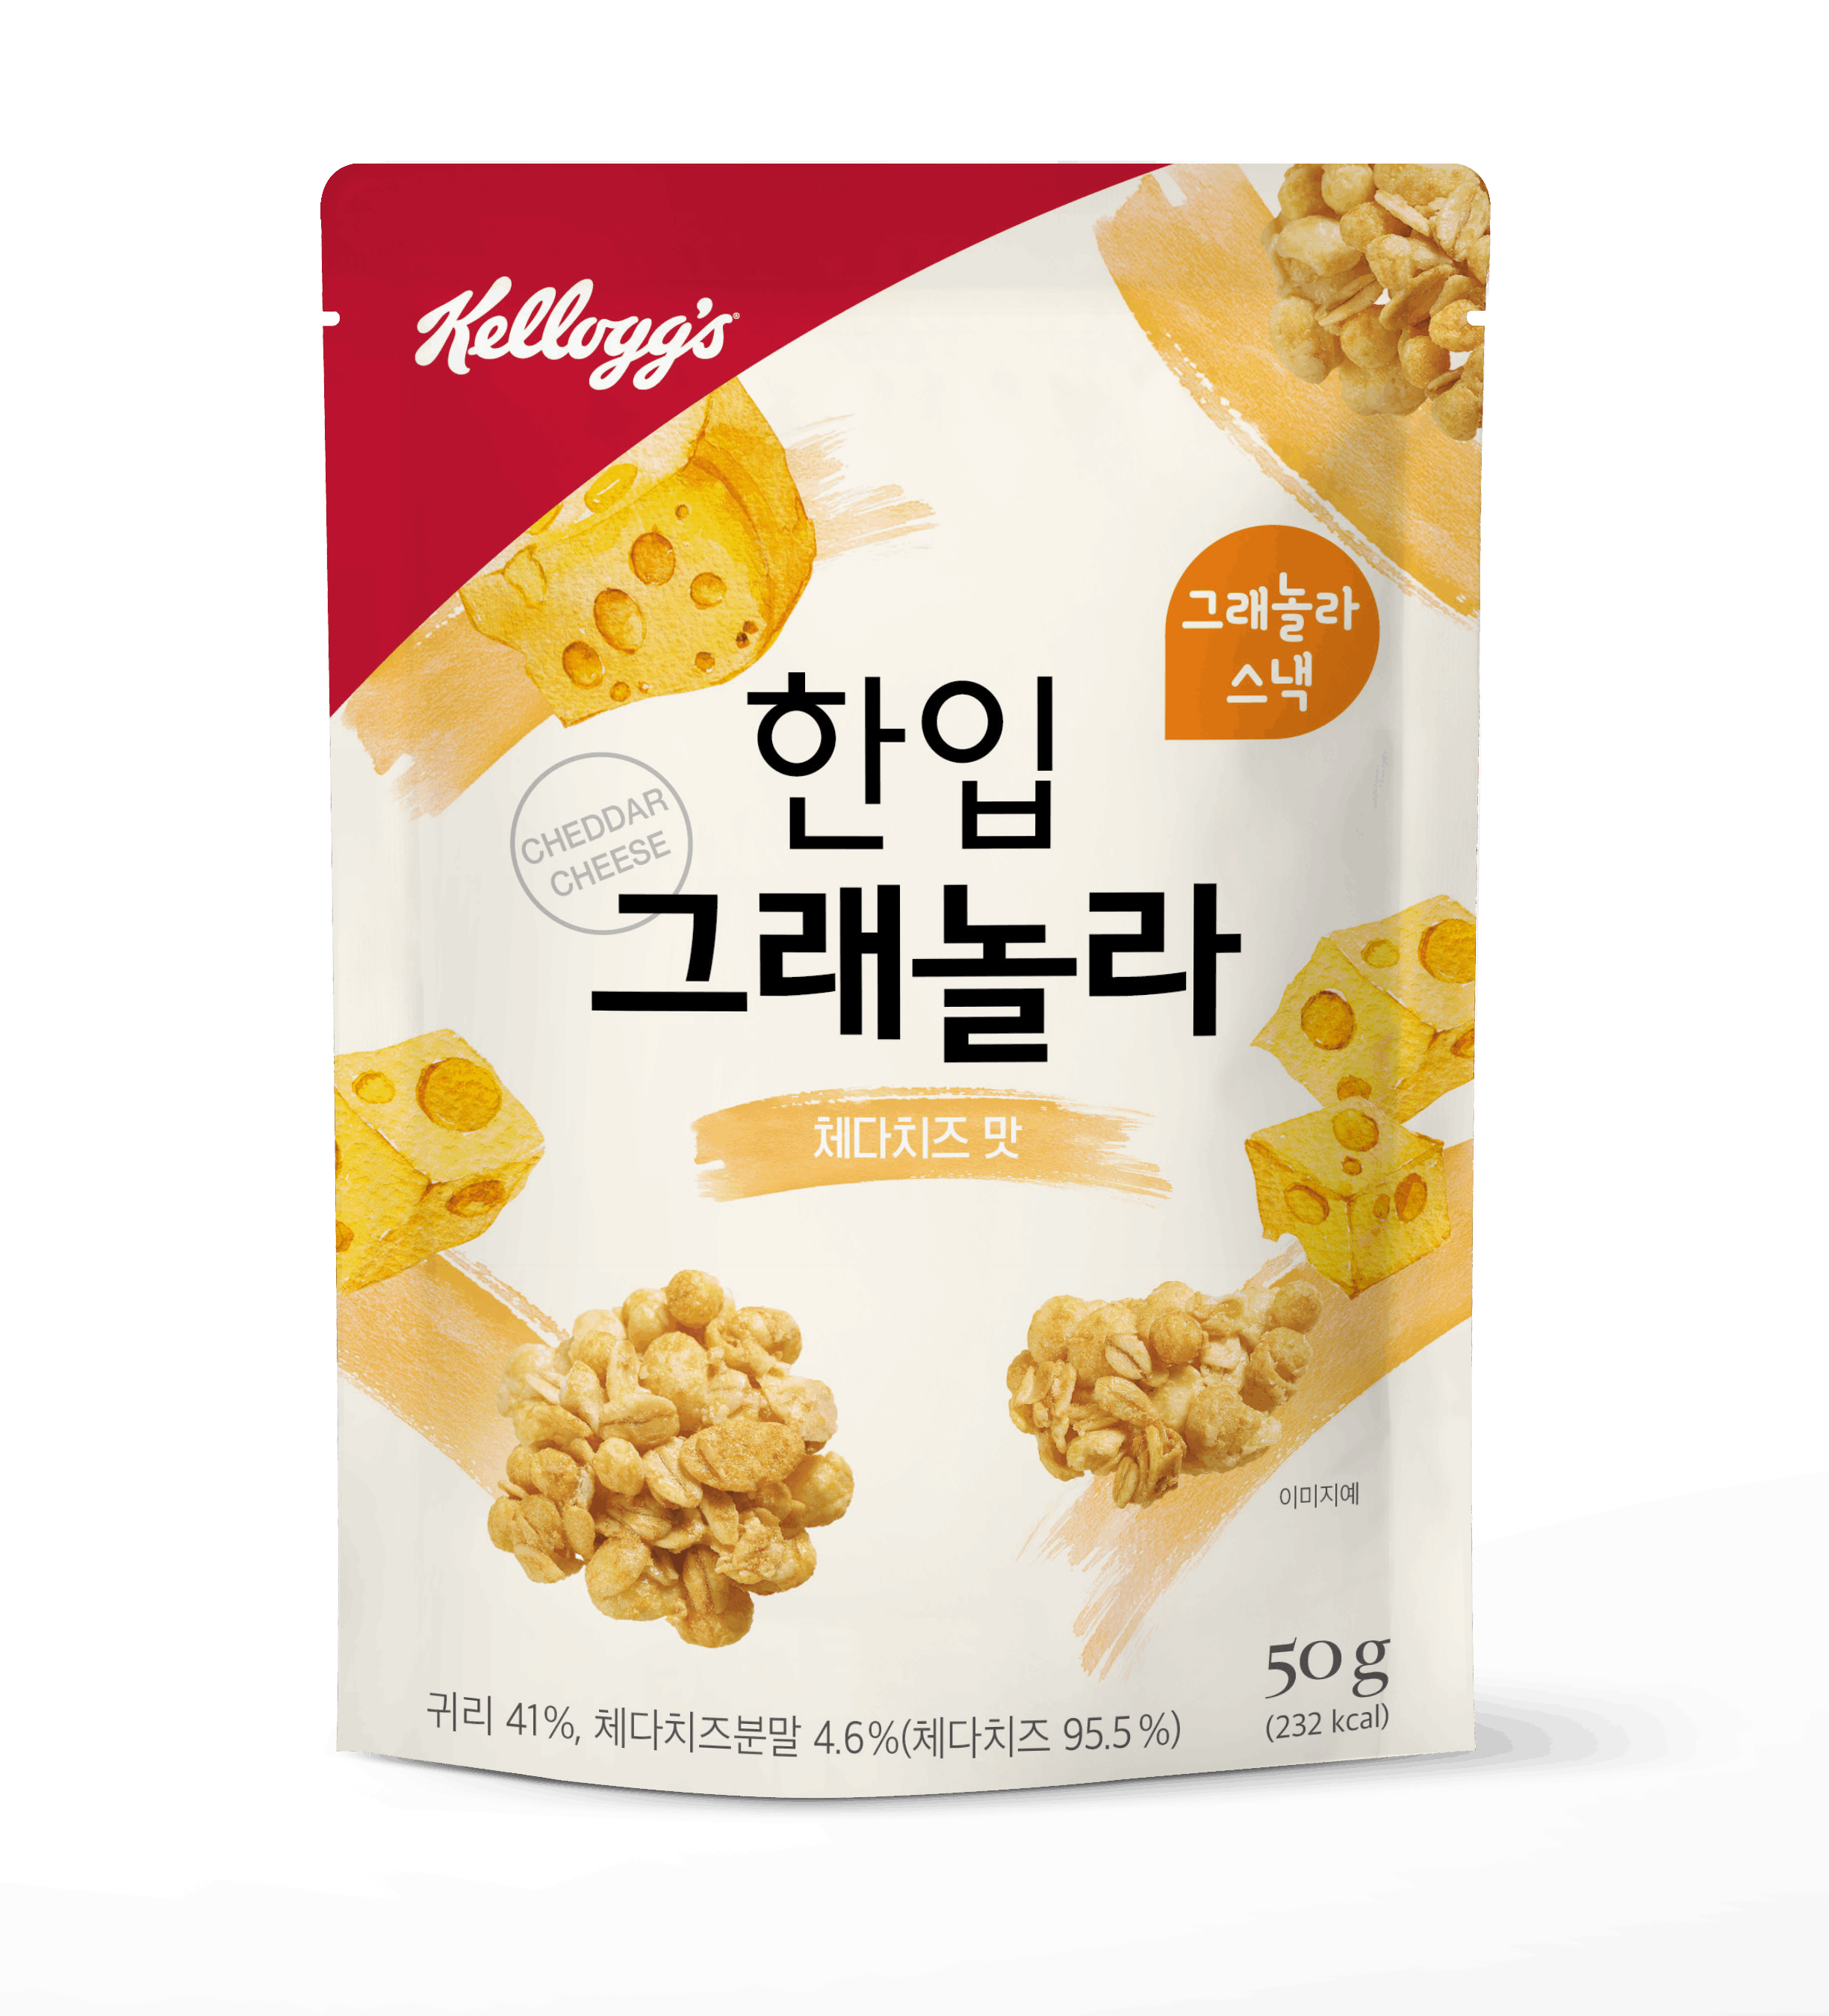 Kellogg's®
그래놀라
스낵
한입
CHEDDAR
CHEESE
그래놀라
체다치즈 맛
이미지예
50g
(232 kcal)
귀리 41%, 체다치즈분말 4.6%(체다치즈 95.5%)